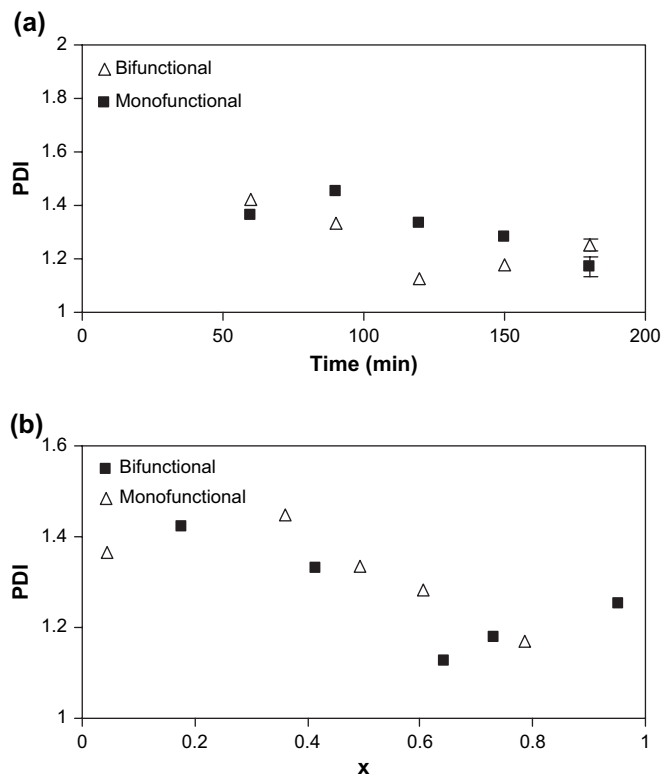 (a)
2
1.8
1.6
1.4
1.2
1
PDI
Bifunctional
Monofunctional
0
50
100
150
200
Time (min)
(b)
1.6
1.4
1.2
1
PDI
Bifunctional
Monofunctional
0
0.2
0.4
0.6
0.8
1
x